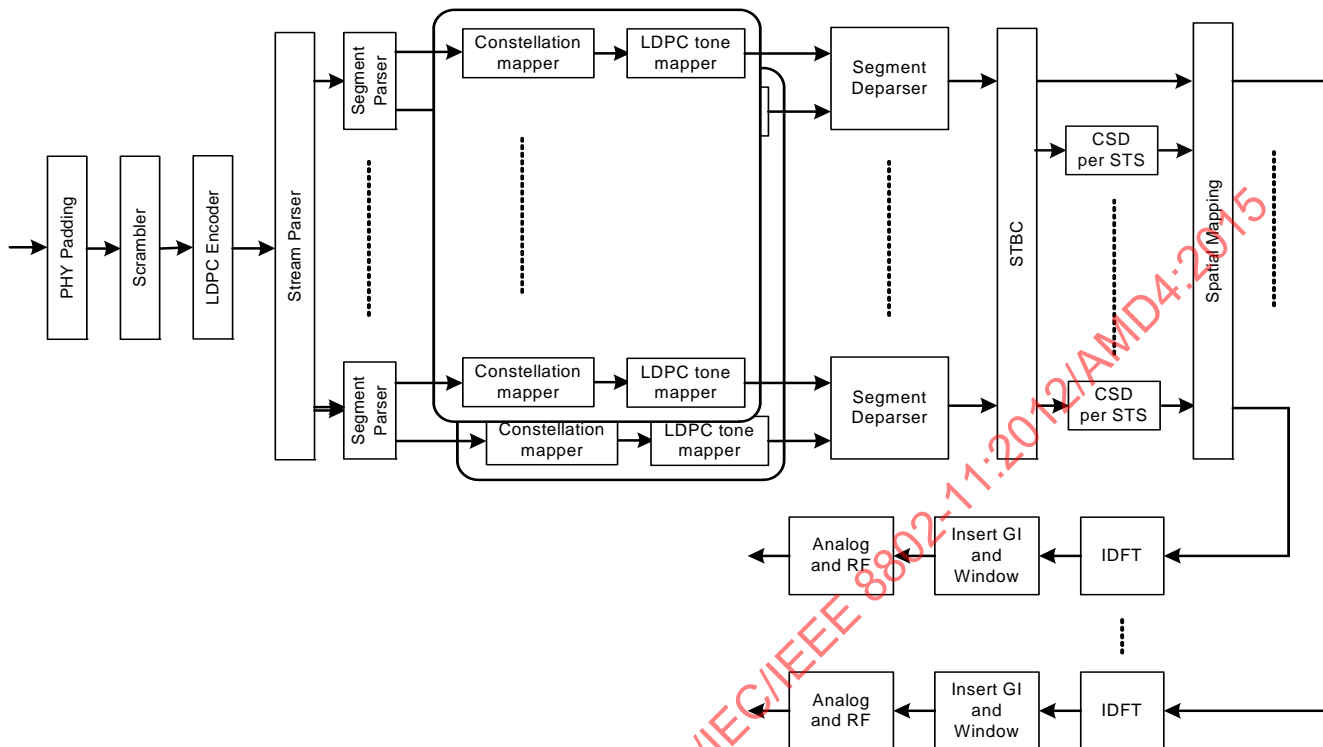 PHY Padding
Scrambler
LDPC Encoder
Stream Parser
Segment
Parser
Constellation
mapper
LDPC tone
mapper
Segment
Deparser
Segment
Parser
Constellation
mapper
LDPC tone
mapper
Constellation
mapper
LDPC tone
mapper
Segment
Deparser
STBC
CSD
per STS
CSD
per STS
Spatial Mapping
Analog
and RF
Insert GI
and
Window
IDFT
Analog
and RF
Insert GI
and
Window
IDFT
/IEC/IEEE 8802-11:2012/AMD4:2015